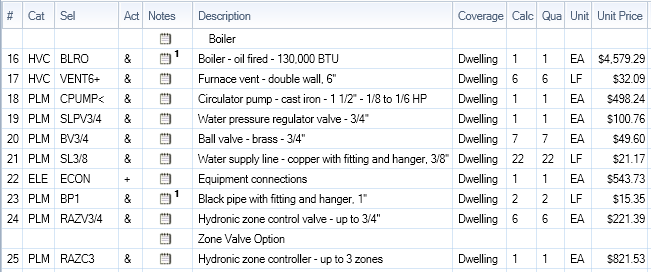 # Cat Sel Act Notes Description Coverage Calc Qua Unit Unit Price
Boiler
16 HVC BLRO & 1 Boiler - oil fired - 130,000 BTU Dwelling 1 1 EA $4,579.29
17 HVC VENT6+ & Furnace vent - double wall, 6" Dwelling 6 6 LF $32.09
18 PLM CPUMP< & Circulator pump - cast iron - 1 1/2" - 1/8 to 1/6 HP Dwelling 1 1 EA $498.24
19 PLM SLPV3/4 & Water pressure regulator valve - 3/4" Dwelling 1 1 EA $100.76
20 PLM BV3/4 & Ball valve - brass - 3/4" Dwelling 7 7 EA $49.60
21 PLM SL3/8 & Water supply line - copper with fitting and hanger, 3/8" Dwelling 22 22 LF $21.17
22 ELE ECON + Equipment connections Dwelling 1 1 EA $543.73
23 PLM BP1 & 1 Black pipe with fitting and hanger, 1" Dwelling 2 2 LF $15.35
24 PLM RAZV3/4 & Hydronic zone control valve - up to 3/4" Dwelling 6 6 EA $221.39
Zone Valve Option
25 PLM RAZC3 & Hydronic zone controller - up to 3 zones Dwelling 1 1 EA $821.53